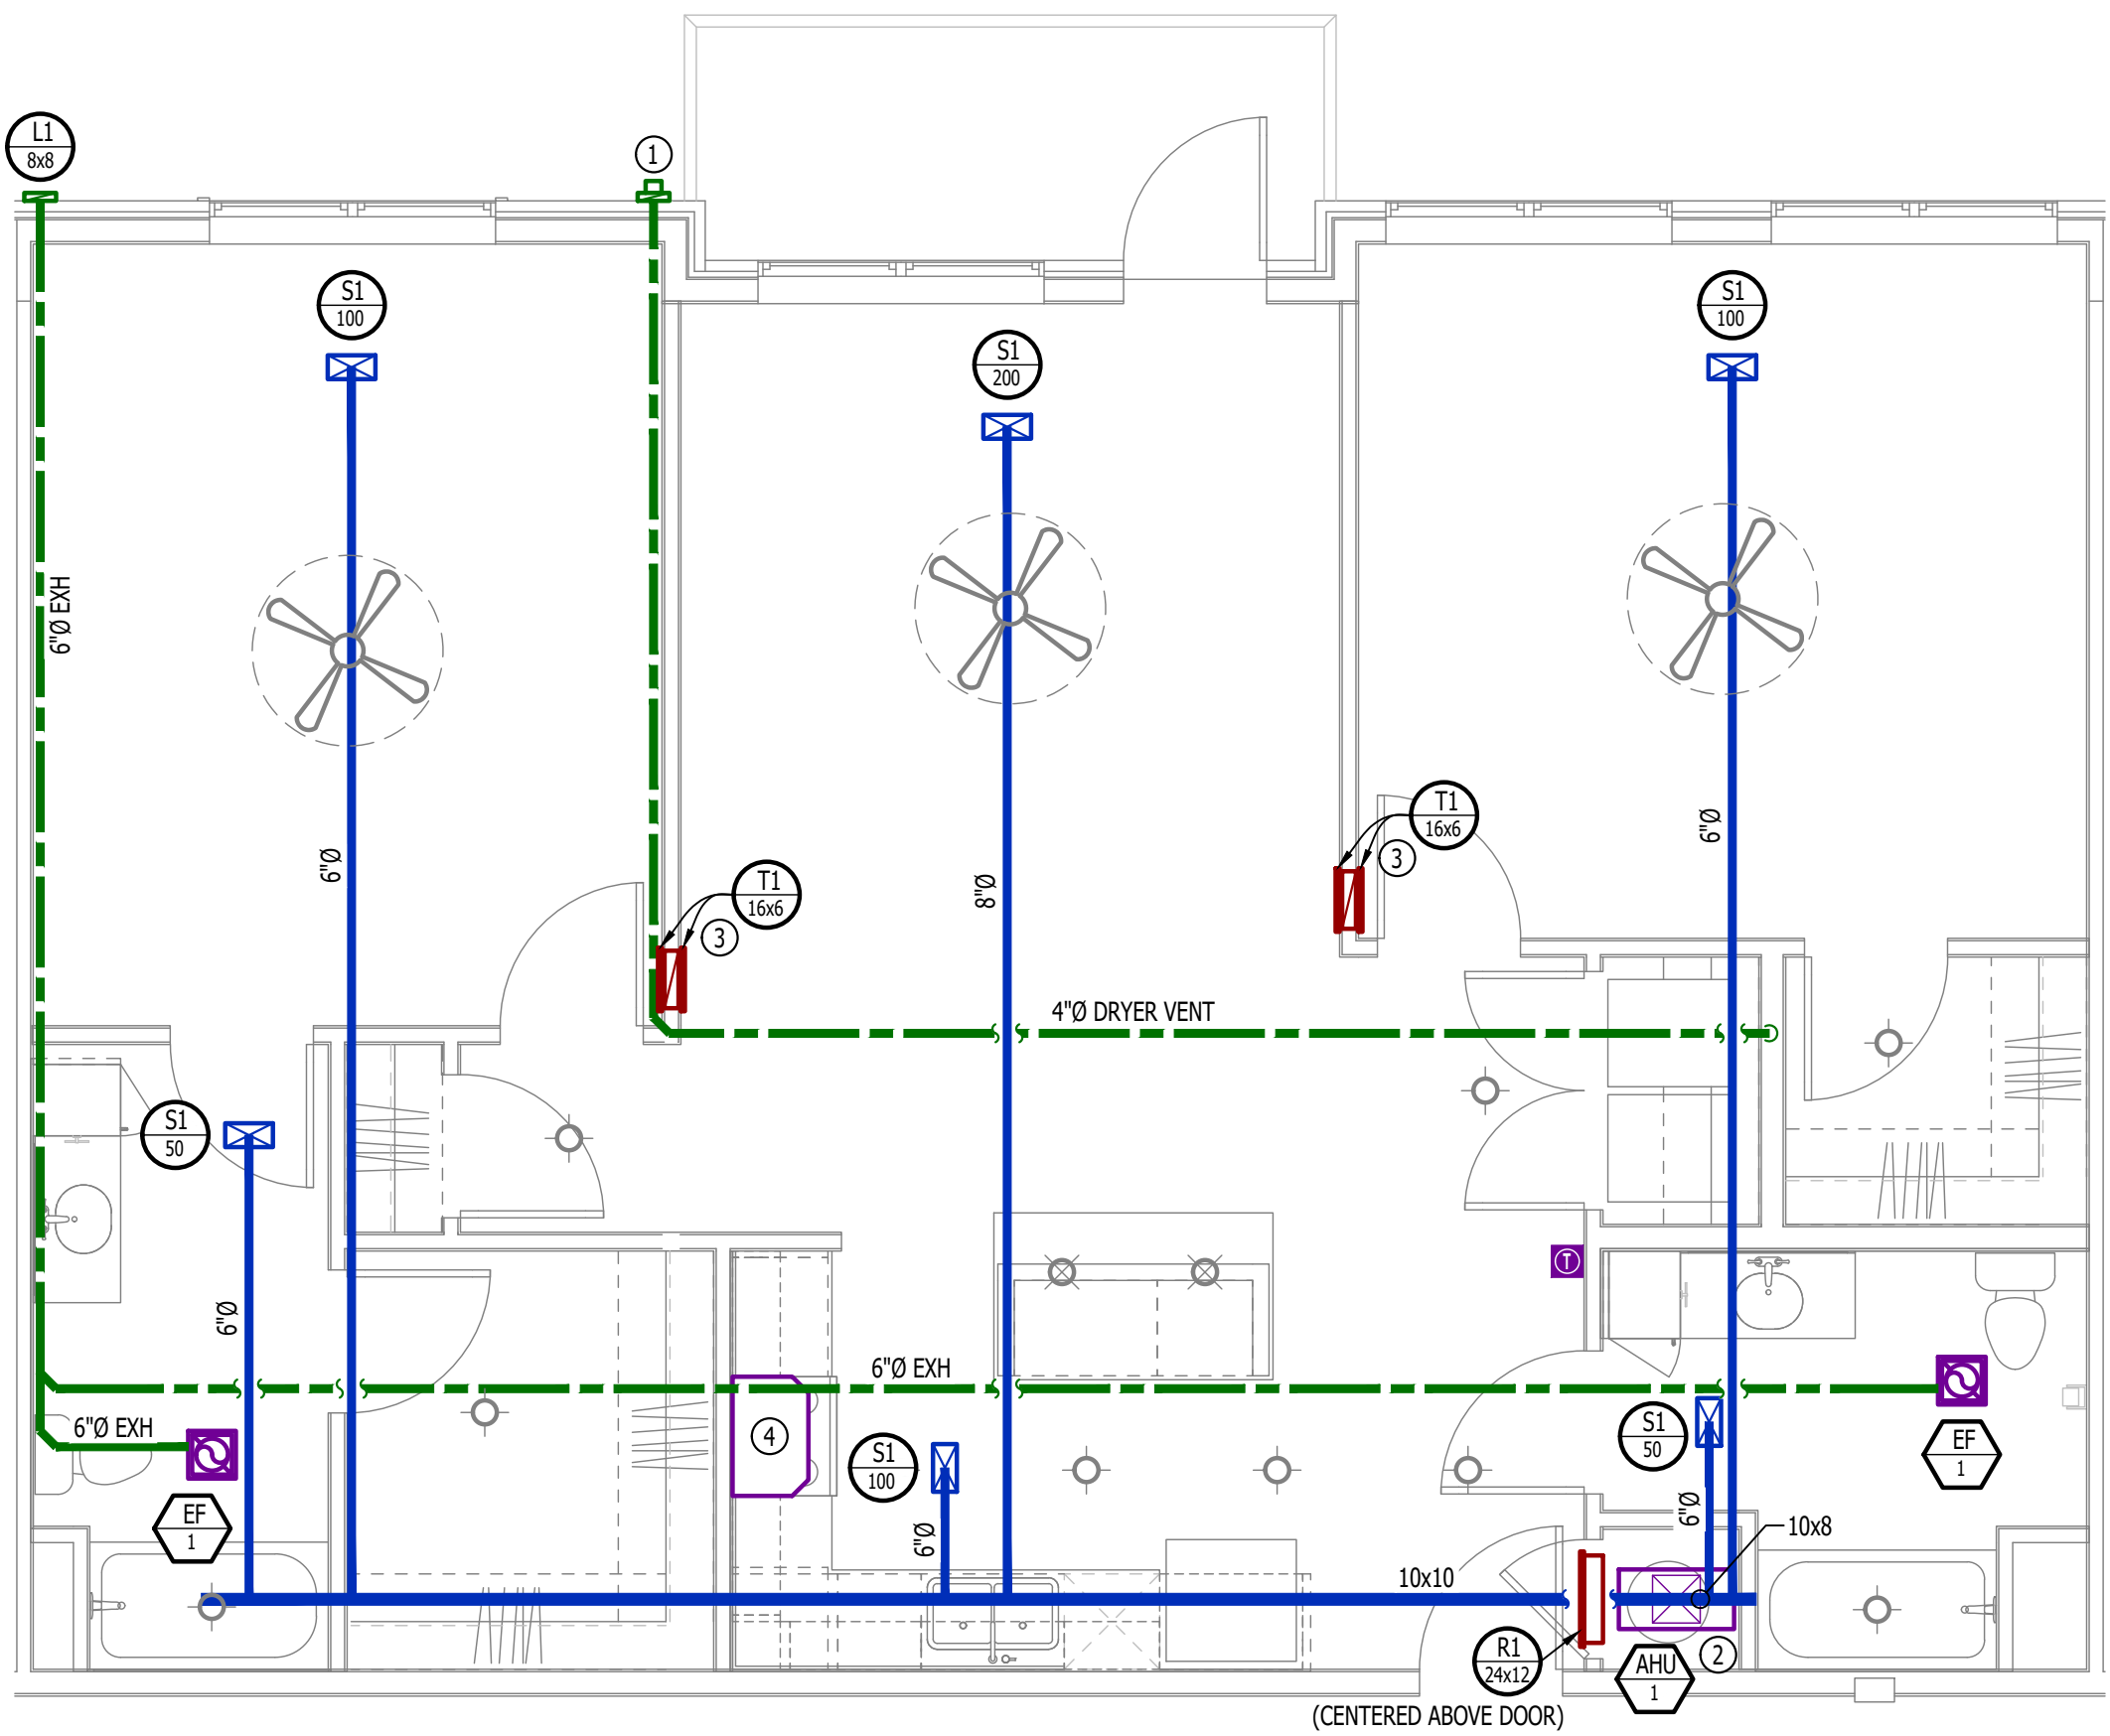 L1
8x8
1
S1
100
S1
100
S1
200
6"Ø EXH
T1
16x6
3
T1
16x6
3
6"Ø
6"Ø
8"Ø
4"Ø DRYER VENT
S1
50
T
6"Ø
6"Ø EXH
6"Ø EXH
4
S1
100
S1
50
EF
1
EF
1
6"Ø
6"Ø
10x8
10x10
R1
24x12
AHU
1
2
(CENTERED ABOVE DOOR)